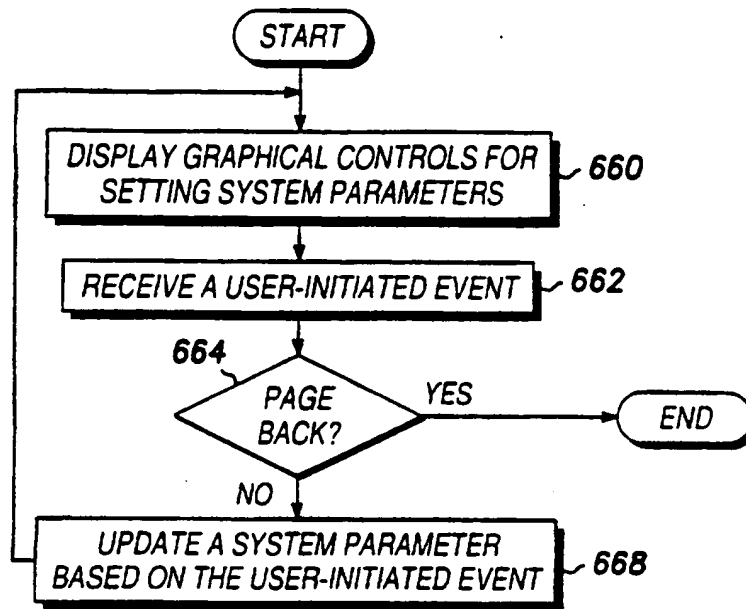 START
DISPLAY GRAPHICAL CONTROLS FOR
SETTING SYSTEM PARAMETERS
660
RECEIVE A USER-INITIATED EVENT
662
664
PAGE
BACK?
YES
END
NO
UPDATE A SYSTEM PARAMETER
BASED ON THE USER-INITIATED EVENT
668